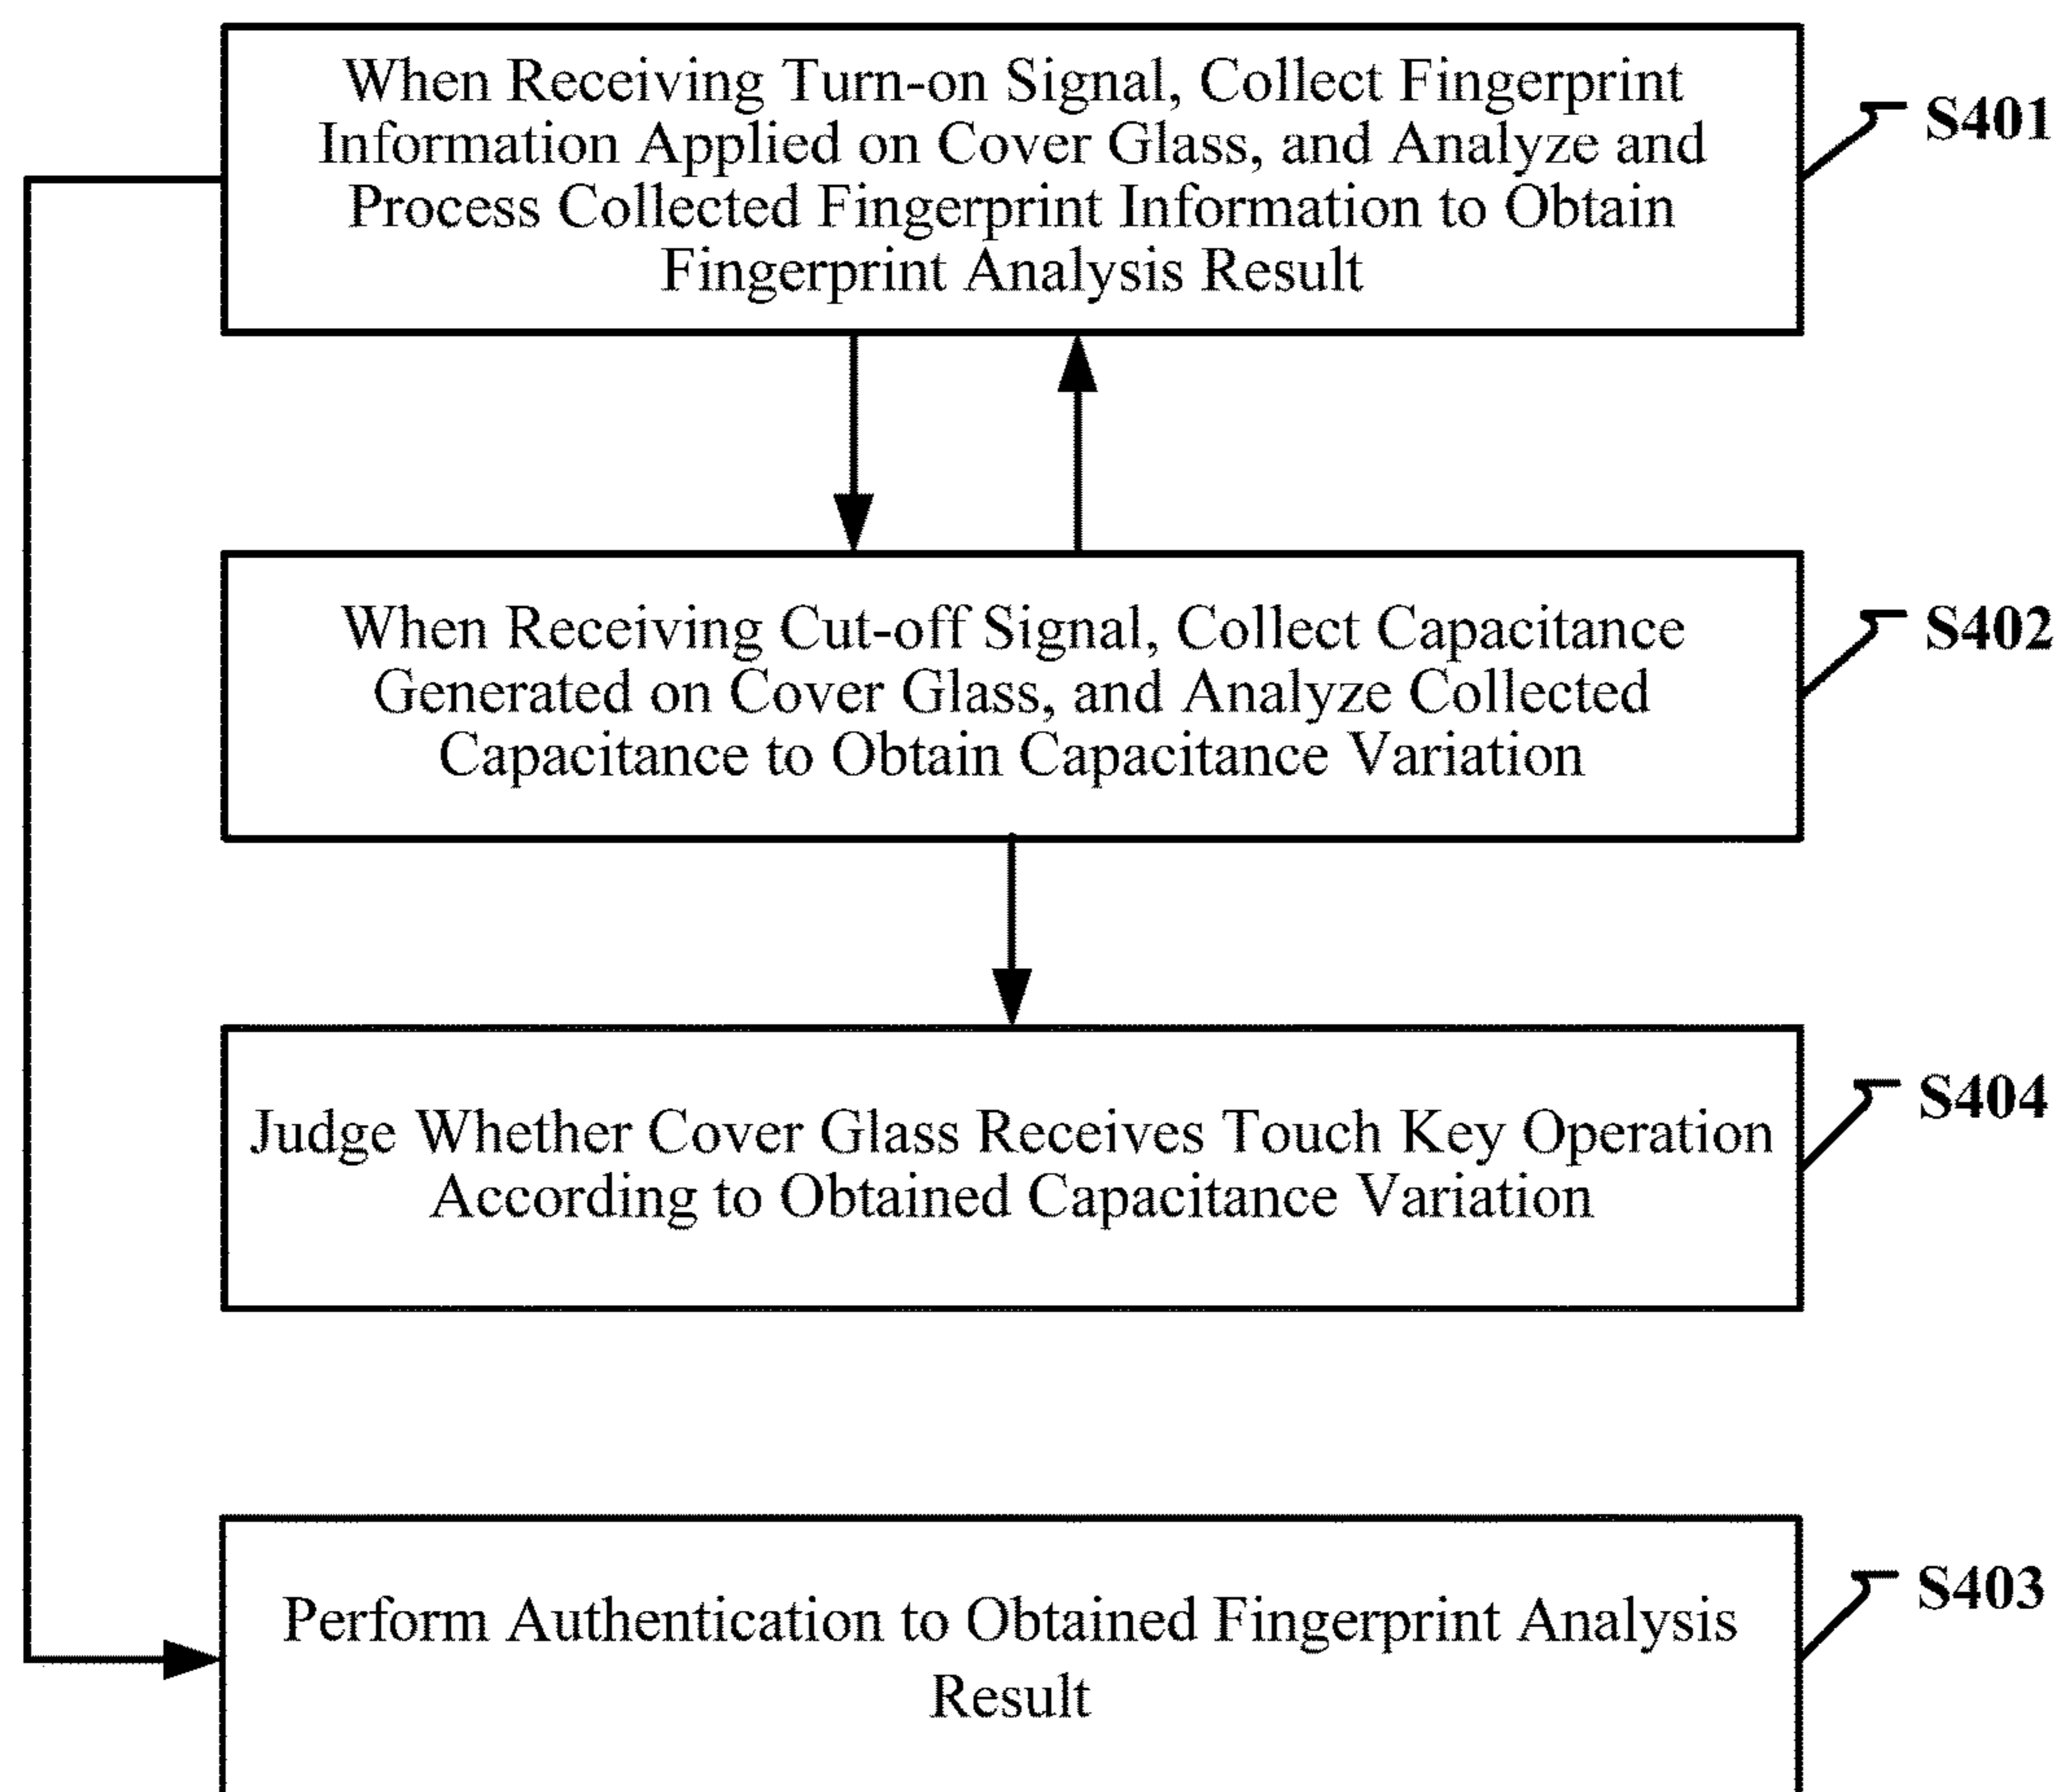 When Receiving Turn-on Signal, Collect Fingerprint
Information Applied on Cover Glass, and Analyze and
Process Collected Fingerprint Information to Obtain
Fingerprint Analysis Result
S401
When Receiving Cut-off Signal, Collect Capacitance
Generated on Cover Glass, and Analyze Collected
Capacitance to Obtain Capacitance Variation
S402
Judge Whether Cover Glass Receives Touch Key Operation
According to Obtained Capacitance Variation
S404
Perform Authentication to Obtained Fingerprint Analysis
Result
S403